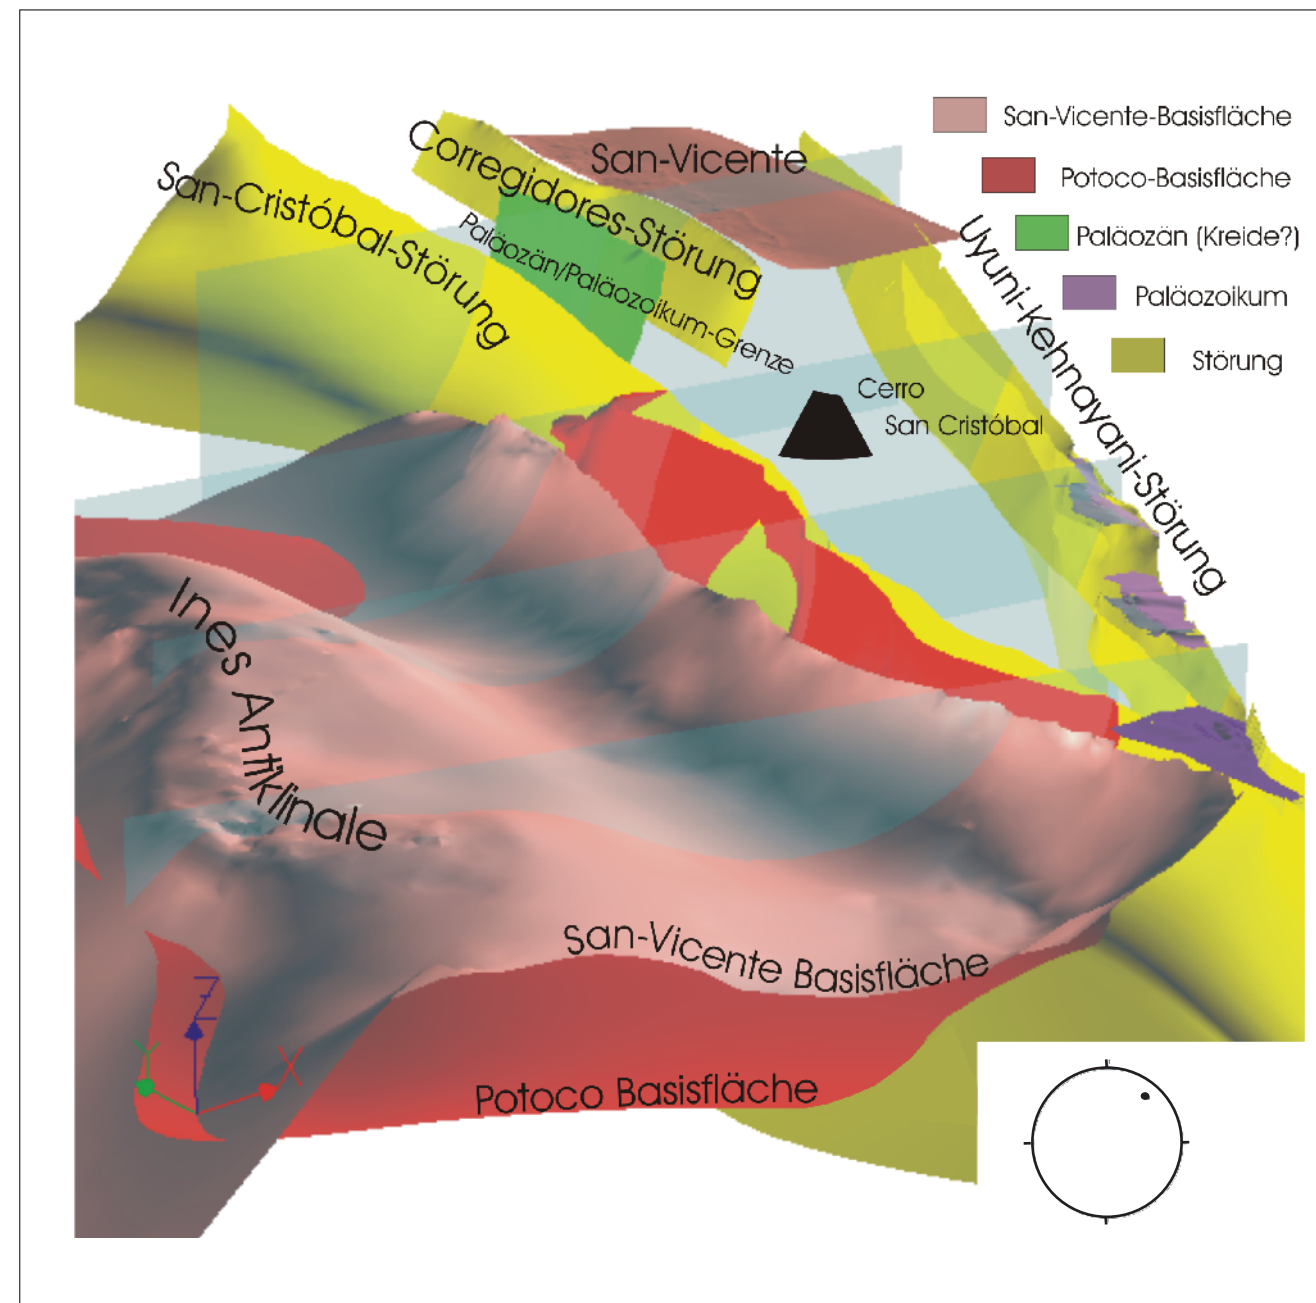 San-Vicente-Basisfläche
Potoco-Basisfläche
Paläozän (Kreide?)
Paläozoikum
Störung
San-Cristóbal-Störung
Corregidores-Störung
San-Vicente
Paläozän/Paläozoikum-Grenze
Uyuni-Kehnayani-Störung
Cerro
San Cristóbal
Ines Antiklinale
San-Vicente Basisfläche
Potoco Basisfläche
Z
Y
X